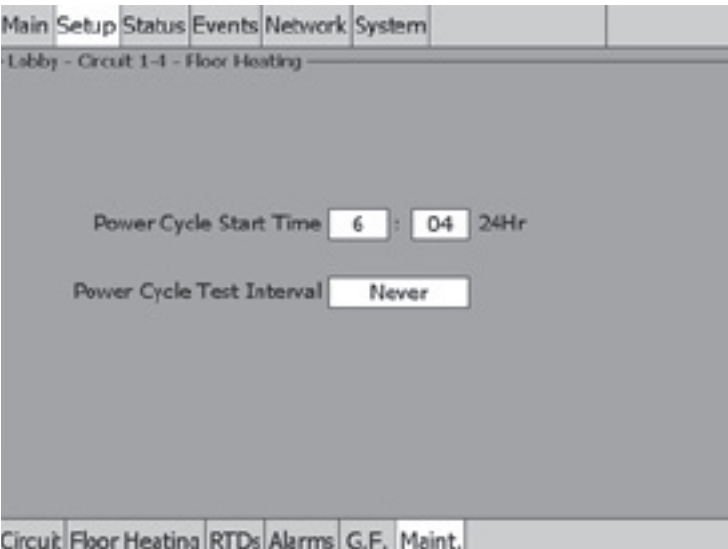 Main Setup Status Events Network System
Lobby - Circuit 1-4 - Floor Heating
Power Cycle Start Time 6 : 04 24Hr
Power Cycle Test Interval Never
Circuit Floor Heating RTDs Alarms G.F. Maint.